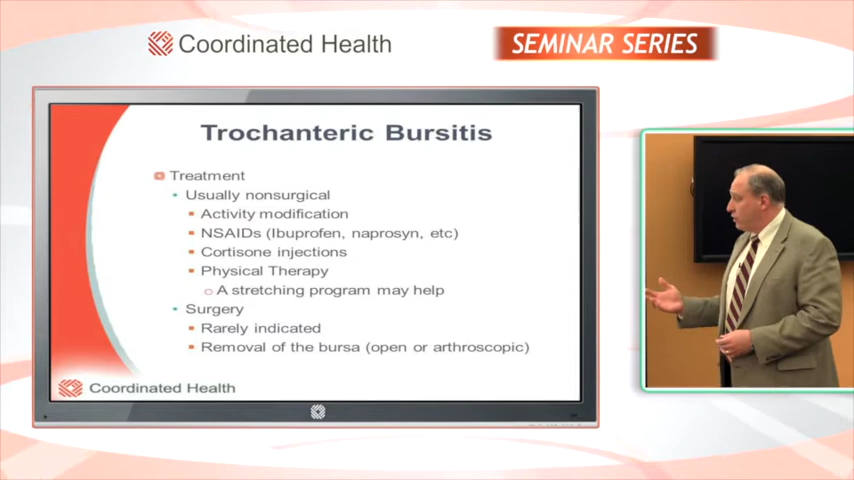 Coordinated Health
SEMINAR SERIES
Trochanteric Bursitis
Treatment
Usually nonsurgical
Activity modification
NSAIDs (Ibuprofen, naprosyn, etc)
Cortisone injections
Physical Therapy
A stretching program may help
Surgery
Rarely indicated
Removal of the bursa (open or arthroscopic)
Coordinated Health